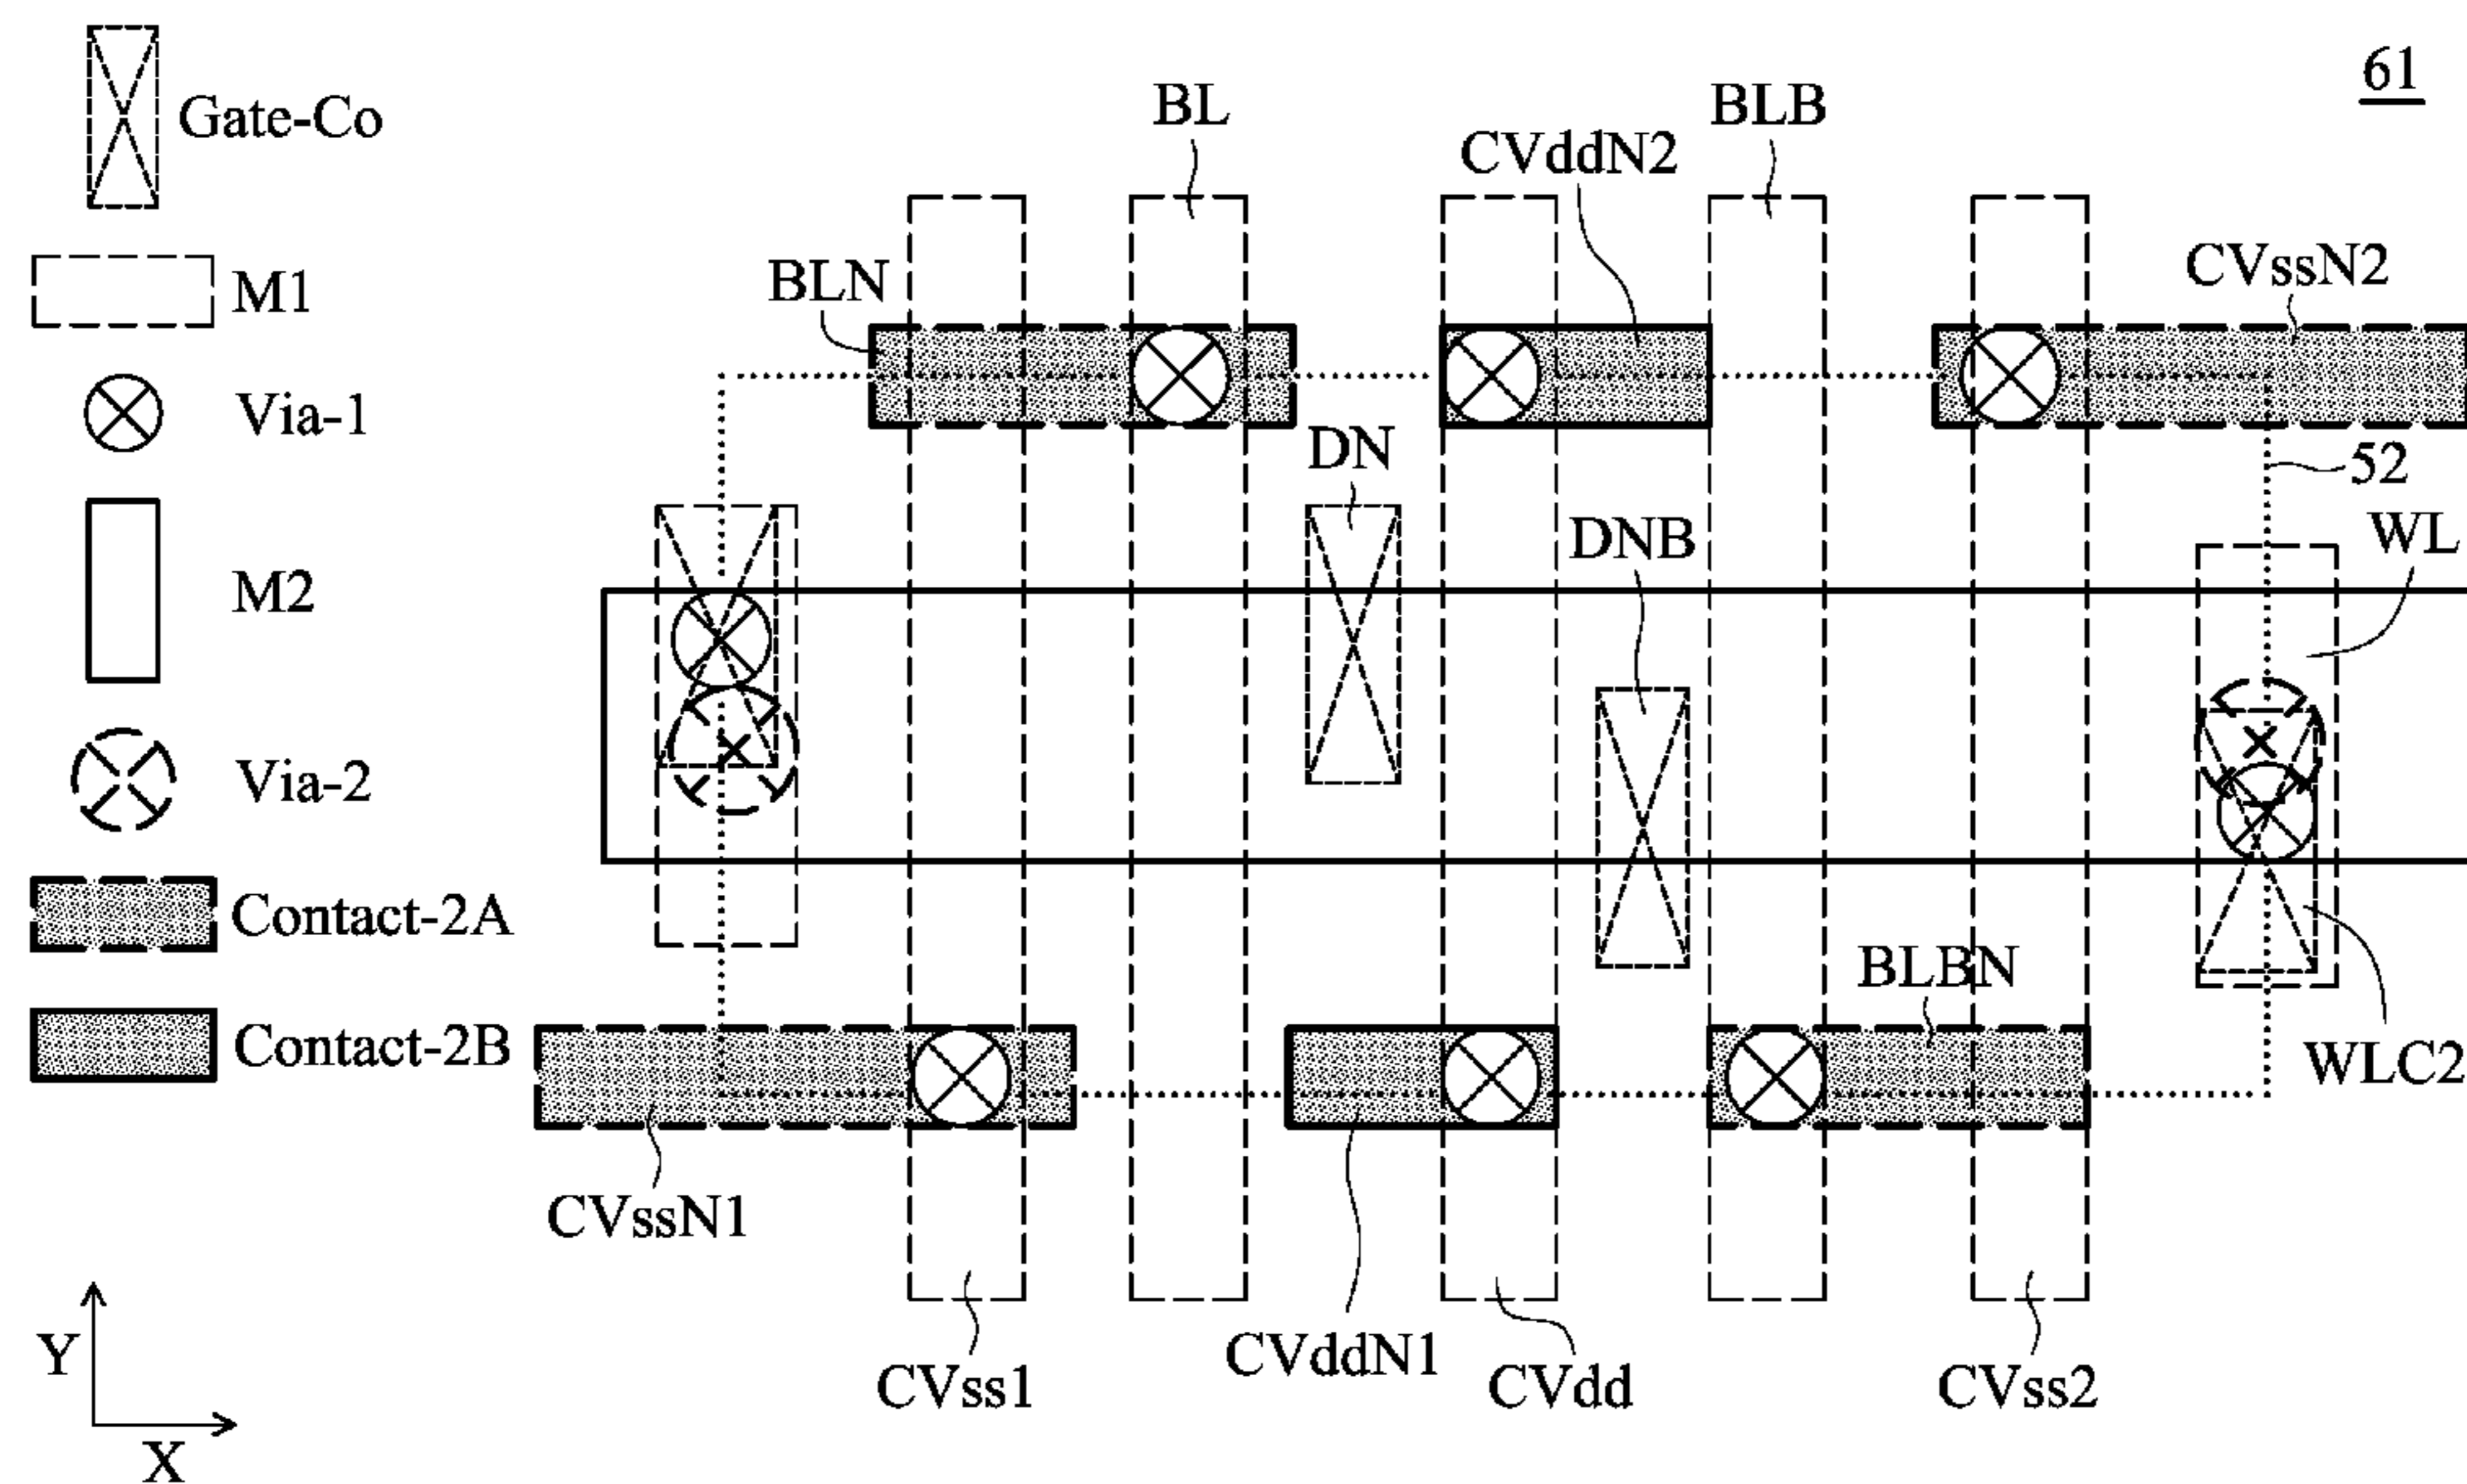 61
Gate-Co
M1
Via-1
M2
Via-2
Contact-2A
Contact-2B
BL
BLB
CVddN2
BLN
CVssN2
DN
52
DNB
WL
BLBN
WLC2
CVssN1
CVss1
CVddN1
CVdd
CVss2
Y
X